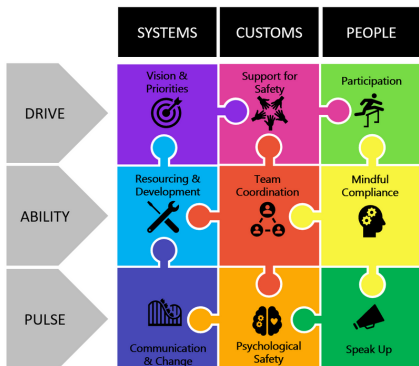 SYSTEMS
CUSTOMS
PEOPLE
DRIVE
Vision &
Priorities
Support for
Safety
Participation
ABILITY
Resourcing &
Development
Team
Coordination
Mindful
Compliance
PULSE
Communication
& Change
Psychological
Safety
Speak Up